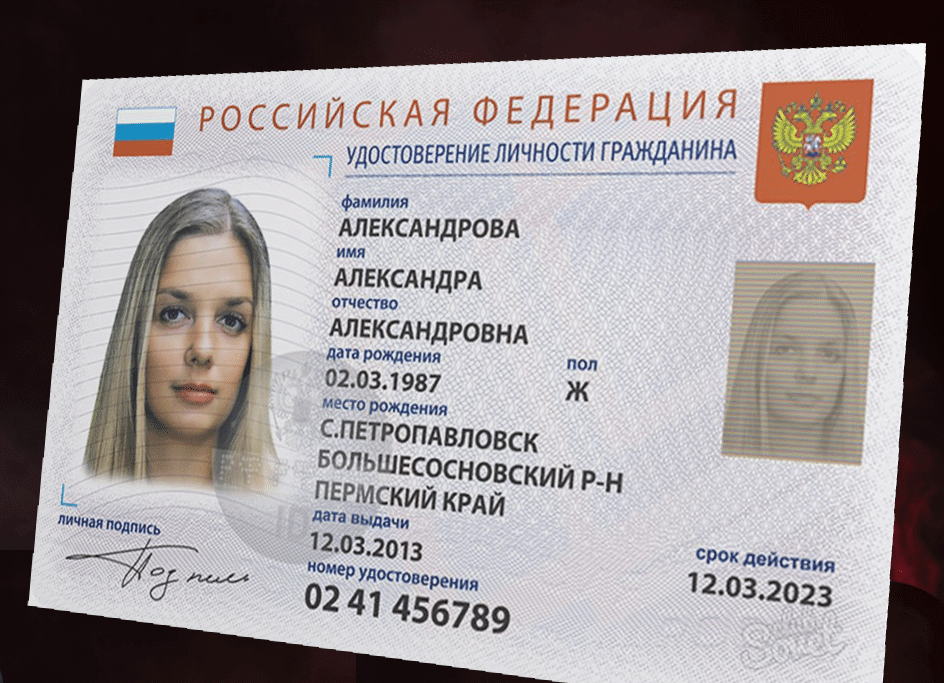 РОССИЙСКАЯ ФЕДЕРАЦИЯ
УДОСТОВЕРЕНИЕ ЛИЧНОСТИ ГРАЖДАНИНА
фамилия
АЛЕКСАНДРОВА
имя
АЛЕКСАНДРА
отчество
АЛЕКСАНДРОВНА
дата рождения
02.03.1987
пол
Ж
место рождения
С.ПЕТРОПАВЛОВСК
БОЛЬШЕСОСНОВСКИЙ Р-Н
ПЕРМСКИЙ КРАЙ
дата выдачи
12.03.2013
номер удостоверения
02 41 456789
личная подпись
Подпись
срок действия
12.03.2023